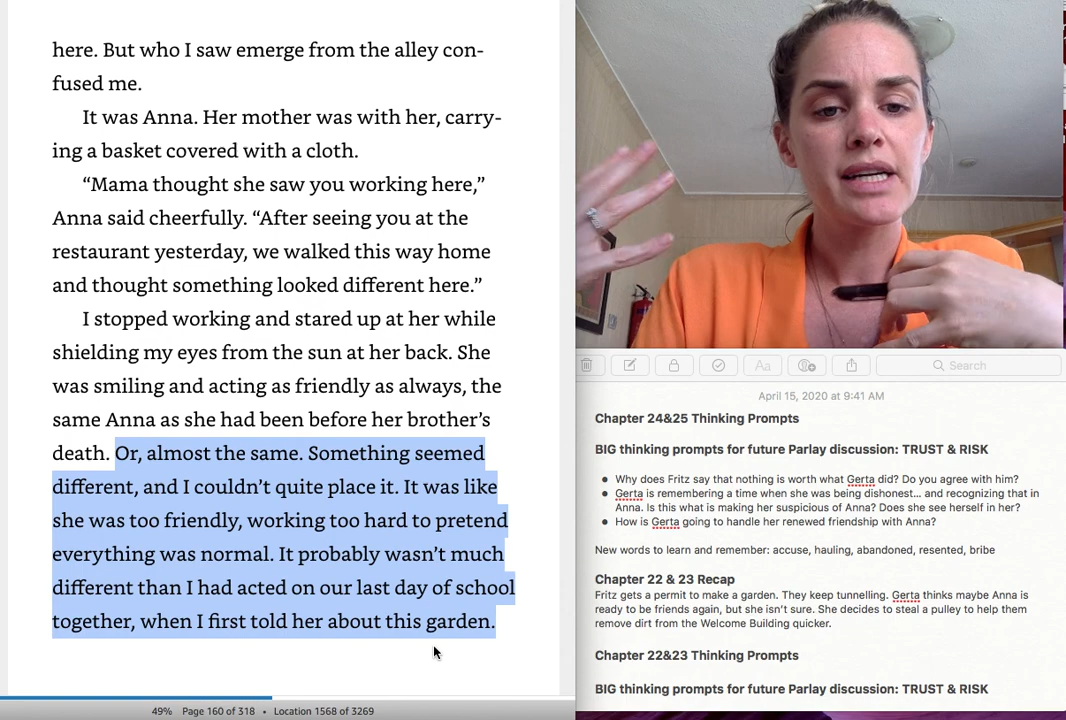 here. But who I saw emerge from the alley con-
fused me.
It was Anna. Her mother was with her, carry-
ing a basket covered with a cloth.
“Mama thought she saw you working here,”
Anna said cheerfully. “After seeing you at the
restaurant yesterday, we walked this way home
and thought something looked different here.”
I stopped working and stared up at her while
shielding my eyes from the sun at her back. She
was smiling and acting as friendly as always, the
same Anna as she had been before her brother’s
death. Or, almost the same. Something seemed
different, and I couldn’t quite place it. It was like
she was too friendly, working too hard to pretend
everything was normal. It probably wasn’t much
different than I had acted on our last day of school
together, when I first told her about this garden.
49% Page 160 of 318 • Location 1568 of 3269
Aa
Search
April 15, 2020 at 9:41 AM
Chapter 24&25 Thinking Prompts
BIG thinking prompts for future Parlay discussion: TRUST & RISK
• Why does Fritz say that nothing is worth what Gerta did? Do you agree with him?
• Gerta is remembering a time when she was being dishonest... and recognizing that in
Anna. Is this what is making her suspicious of Anna? Does she see herself in her?
• How is Gerta going to handle her renewed friendship with Anna?
New words to learn and remember: accuse, hauling, abandoned, resented, bribe
Chapter 22 & 23 Recap
Fritz gets a permit to make a garden. They keep tunnelling. Gerta thinks maybe Anna is
ready to be friends again, but she isn’t sure. She decides to steal a pulley to help them
remove dirt from the Welcome Building quicker.
Chapter 22&23 Thinking Prompts
BIG thinking prompts for future Parlay discussion: TRUST & RISK